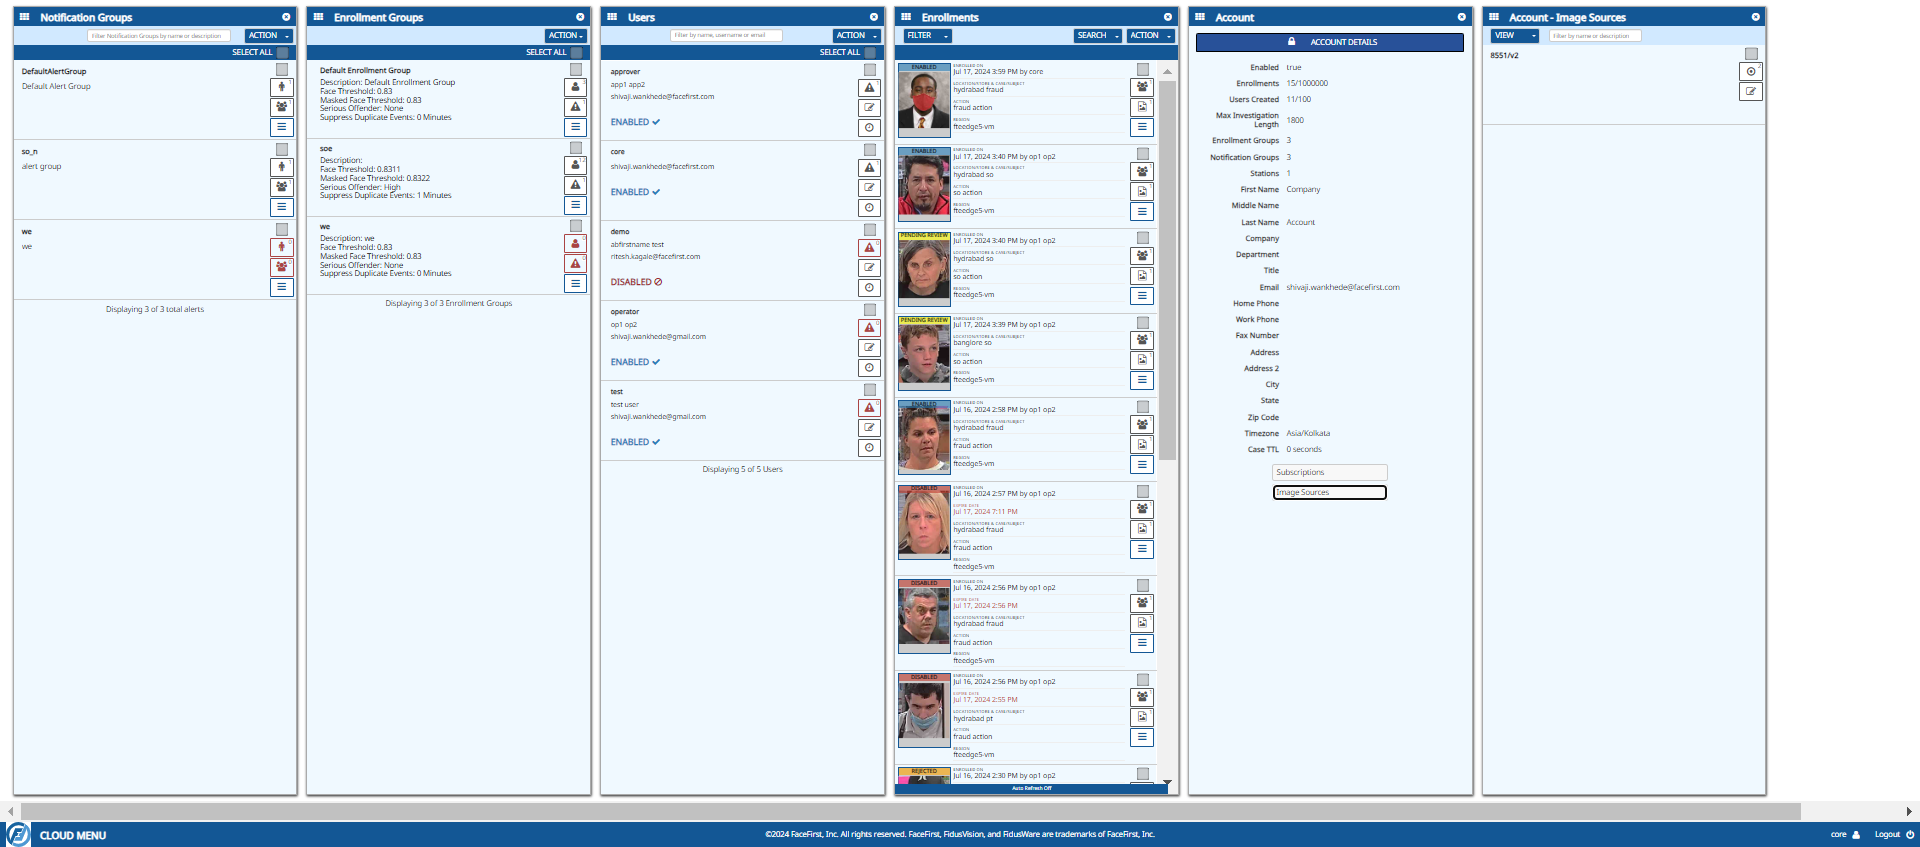 Notification Groups
Filter Notification Groups by name or description
ACTION
SELECT ALL
DefaultAlertGroup
Default Alert Group
so_n
alert group
we
we
Displaying 3 of 3 total alerts
Enrollment Groups
ACTION
SELECT ALL
Default Enrollment Group
Description: Default Enrollment Group
Face Threshold: 0.83
Masked Face Threshold: 0.83
Serious Offender: None
Suppress Duplicate Events: 0 Minutes
soe
Description:
Face Threshold: 0.8311
Masked Face Threshold: 0.8322
Serious Offender: High
Suppress Duplicate Events: 1 Minutes
we
Description: we
Face Threshold: 0.83
Masked Face Threshold: 0.83
Serious Offender: None
Suppress Duplicate Events: 0 Minutes
Displaying 3 of 3 Enrollment Groups
Users
Filter by name, username or email
ACTION
SELECT ALL
approver
app1 app2
shivaji.wankhede@facefirst.com
ENABLED
core
shivaji.wankhede@facefirst.com
ENABLED
demo
abfirstname test
ritesh.kagale@facefirst.com
DISABLED
operator
op1 op2
shivaji.wankhede@gmail.com
ENABLED
test
test user
shivaji.wankhede@gmail.com
ENABLED
Displaying 5 of 5 Users
Enrollments
FILTER SEARCH ACTION
ENABLED
ENROLLED ON
Jul 17, 2024 3:59 PM by core
LOCATION/STORE & CASE/SUBJECT
hydrabad fraud
ACTION
fraud action
REGION
fteedge5-vm
ENABLED
ENROLLED ON
Jul 17, 2024 3:40 PM by op1 op2
LOCATION/STORE & CASE/SUBJECT
hydrabad so
ACTION
so action
REGION
fteedge5-vm
PENDING REVIEW
ENROLLED ON
Jul 17, 2024 3:40 PM by op1 op2
LOCATION/STORE & CASE/SUBJECT
hydrabad so
ACTION
so action
REGION
fteedge5-vm
PENDING REVIEW
ENROLLED ON
Jul 17, 2024 3:39 PM by op1 op2
LOCATION/STORE & CASE/SUBJECT
banglore so
ACTION
so action
REGION
fteedge5-vm
ENABLED
ENROLLED ON
Jul 16, 2024 2:58 PM by op1 op2
LOCATION/STORE & CASE/SUBJECT
hydrabad fraud
ACTION
fraud action
REGION
fteedge5-vm
DISABLED
ENROLLED ON
Jul 16, 2024 2:57 PM by op1 op2
EXPIRE DATE
Jul 17, 2024 7:11 PM
LOCATION/STORE & CASE/SUBJECT
hydrabad fraud
ACTION
fraud action
REGION
fteedge5-vm
DISABLED
ENROLLED ON
Jul 16, 2024 2:56 PM by op1 op2
EXPIRE DATE
Jul 17, 2024 2:56 PM
LOCATION/STORE & CASE/SUBJECT
hydrabad fraud
ACTION
fraud action
REGION
fteedge5-vm
DISABLED
ENROLLED ON
Jul 16, 2024 2:56 PM by op1 op2
EXPIRE DATE
Jul 17, 2024 2:55 PM
LOCATION/STORE & CASE/SUBJECT
hydrabad pt
ACTION
fraud action
REGION
fteedge5-vm
REJECTED
ENROLLED ON
Jul 16, 2024 2:30 PM by op1 op2
Auto Refresh Off
Account
ACCOUNT DETAILS
Enabled true
Enrollments 15/1000000
Users Created 11/100
Max Investigation
Length 1800
Enrollment Groups 3
Notification Groups 3
Stations 1
First Name Company
Middle Name
Last Name Account
Company
Department
Title
Email shivaji.wankhede@facefirst.com
Home Phone
Work Phone
Fax Number
Address
Address 2
City
State
Zip Code
Timezone Asia/Kolkata
Case TTL 0 seconds
Subscriptions
Image Sources
Account - Image Sources
VIEW
Filter by name or description
8551/v2
CLOUD MENU
©2024 FaceFirst, Inc. All rights reserved. FaceFirst, FidusVision, and FidusWare are trademarks of FaceFirst, Inc.
core
Logout